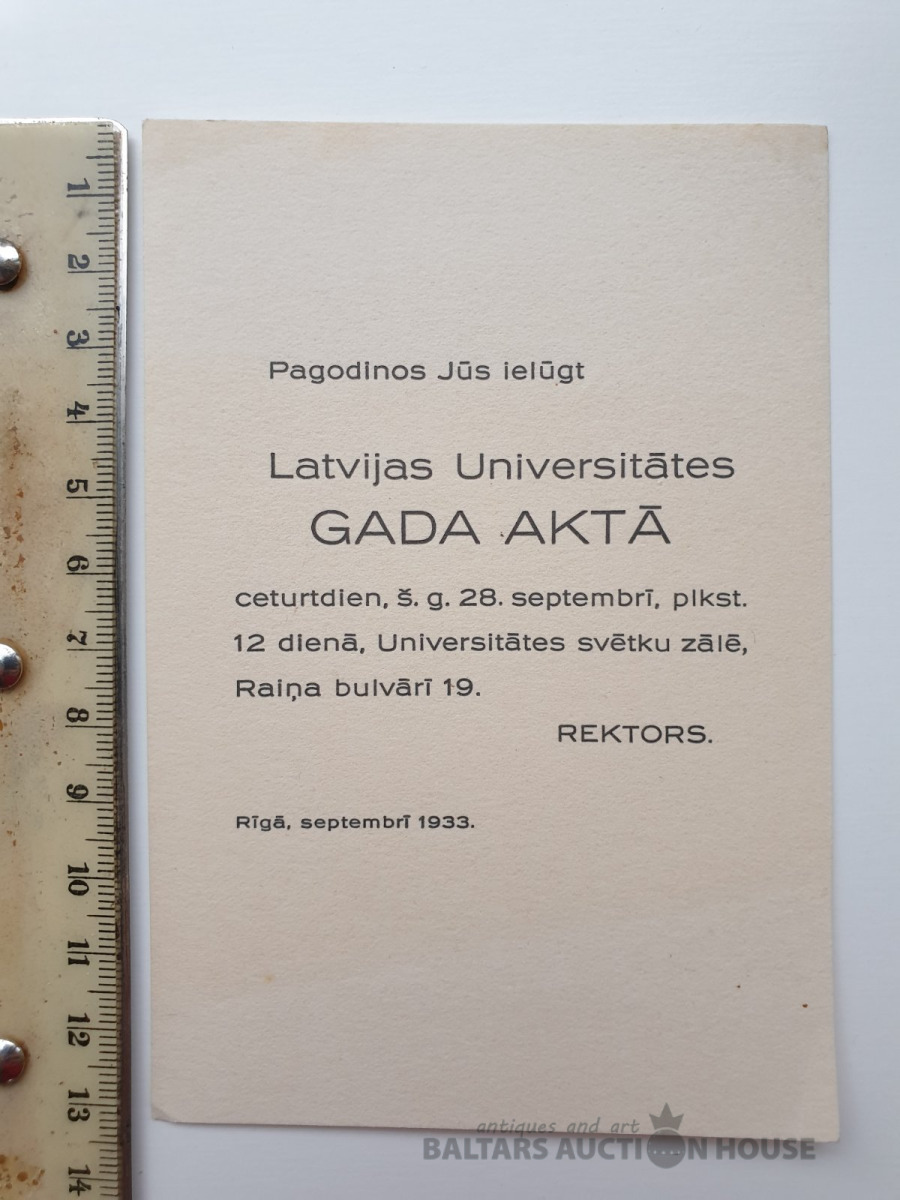 Pagodinos Jūs ielūgt
Latvijas Universitātes
GADA AKTĀ
ceturtdien, š. g. 28. septembrī, plkst.
12 dienā, Universitātes svētku zālē,
Raiņa bulvārī 19.
REKTORS.
Rīgā, septembrī 1933.
1
2
3
4
5
6
7
8
9
10
11
12
13
14
antiques and art
BALTARS AUCTION HOUSE